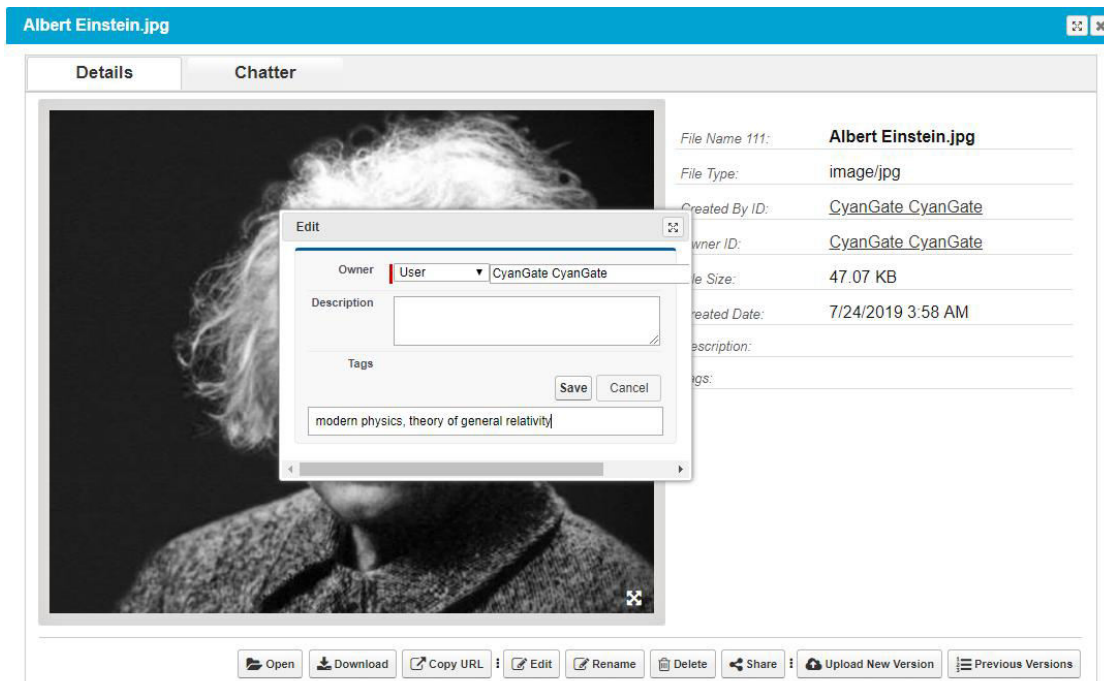 Albert Einstein.jpg
Details Chatter
File Name 111: Albert Einstein.jpg
File Type: image/jpg
Created By ID: CyanGate CyanGate
wner ID: CyanGate CyanGate
le Size: 47.07 KB
reated Date: 7/24/2019 3:58 AM
escription:
ags:
Edit
Owner User CyanGate CyanGate
Description
Tags
Save Cancel
modern physics, theory of general relativity
Open Download Copy URL Edit Rename Delete Share Upload New Version Previous Versions